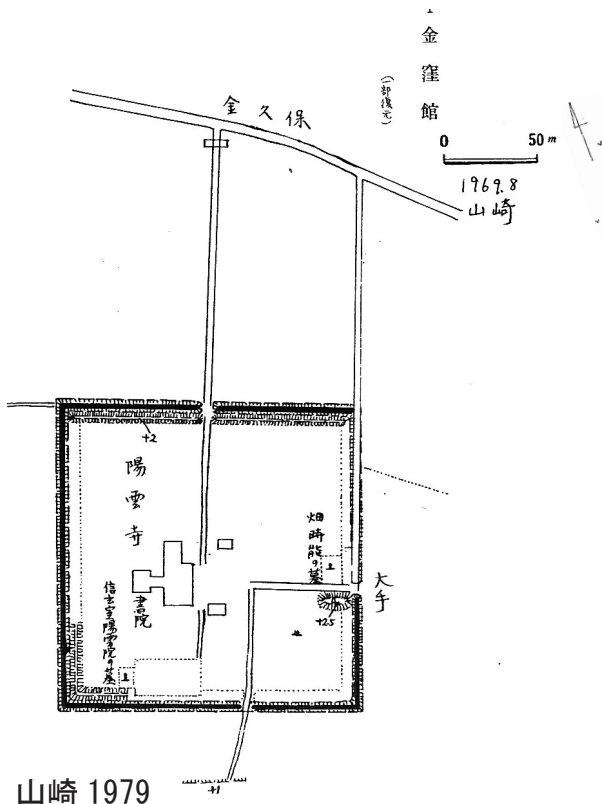 金窪館
(一部復元)
0 50m
1969.8
山崎
金久保
+2
陽雲寺
書院
信玄室陽雲院の墓
畑時能の墓
大手
+2.5
+1
山崎 1979